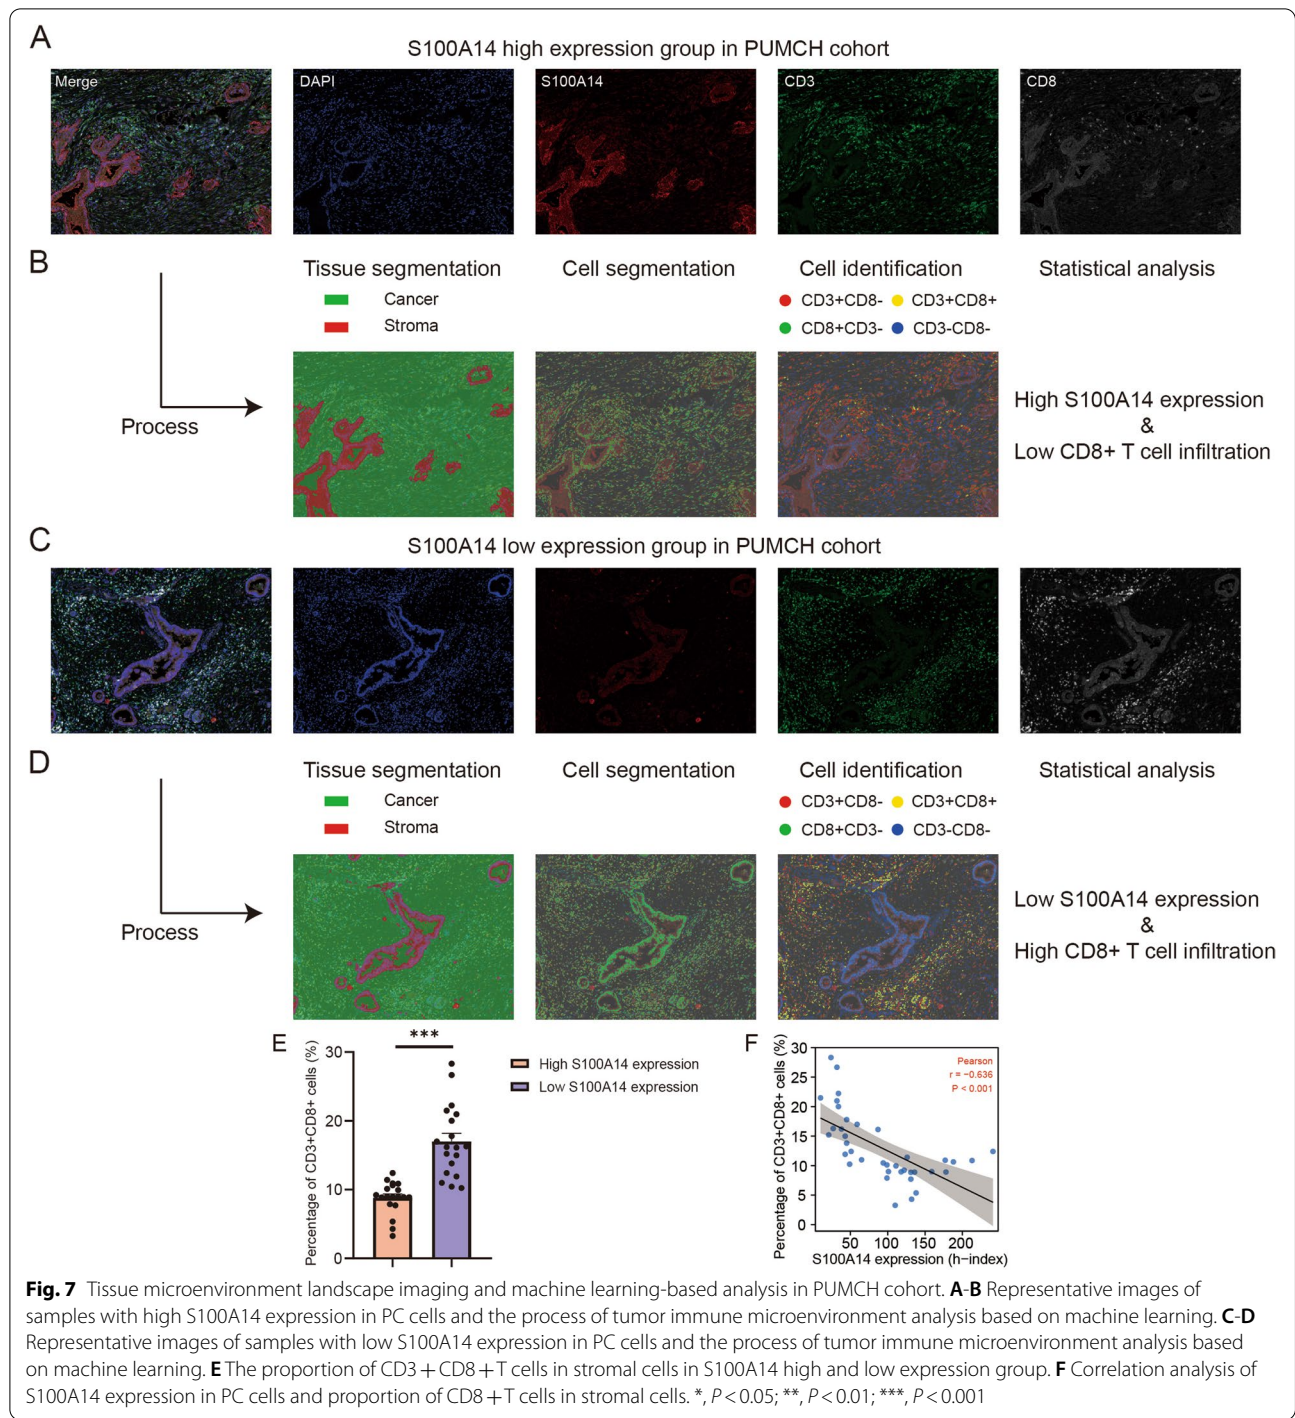 A
S100A14 high expression group in PUMCH cohort
Merge
DAPI
S100A14
CD3
CD8
B
Tissue segmentation
Cell segmentation
Cell identification
Statistical analysis
Cancer
Stroma
CD3+CD8-
CD3+CD8+
CD8+CD3-
CD3-CD8-
Process
High S100A14 expression
&
Low CD8+ T cell infiltration
C
S100A14 low expression group in PUMCH cohort
D
Tissue segmentation
Cell segmentation
Cell identification
Statistical analysis
Cancer
Stroma
CD3+CD8-
CD3+CD8+
CD8+CD3-
CD3-CD8-
Process
Low S100A14 expression
&
High CD8+ T cell infiltration
E
Percentage of CD3+CD8+ cells (%)
30
20
10
0
***
High S100A14 expression
Low S100A14 expression
F
Percentage of CD3+CD8+ cells (%)
30
25
20
15
10
5
0
Pearson
r = −0.636
P < 0.001
50
100
150
200
S100A14 expression (h−index)
Fig. 7 Tissue microenvironment landscape imaging and machine learning-based analysis in PUMCH cohort. A-B Representative images of
samples with high S100A14 expression in PC cells and the process of tumor immune microenvironment analysis based on machine learning. C-D
Representative images of samples with low S100A14 expression in PC cells and the process of tumor immune microenvironment analysis based
on machine learning. E The proportion of CD3 + CD8 + T cells in stromal cells in S100A14 high and low expression group. F Correlation analysis of
S100A14 expression in PC cells and proportion of CD8 + T cells in stromal cells. *, P < 0.05; **, P < 0.01; ***, P < 0.001